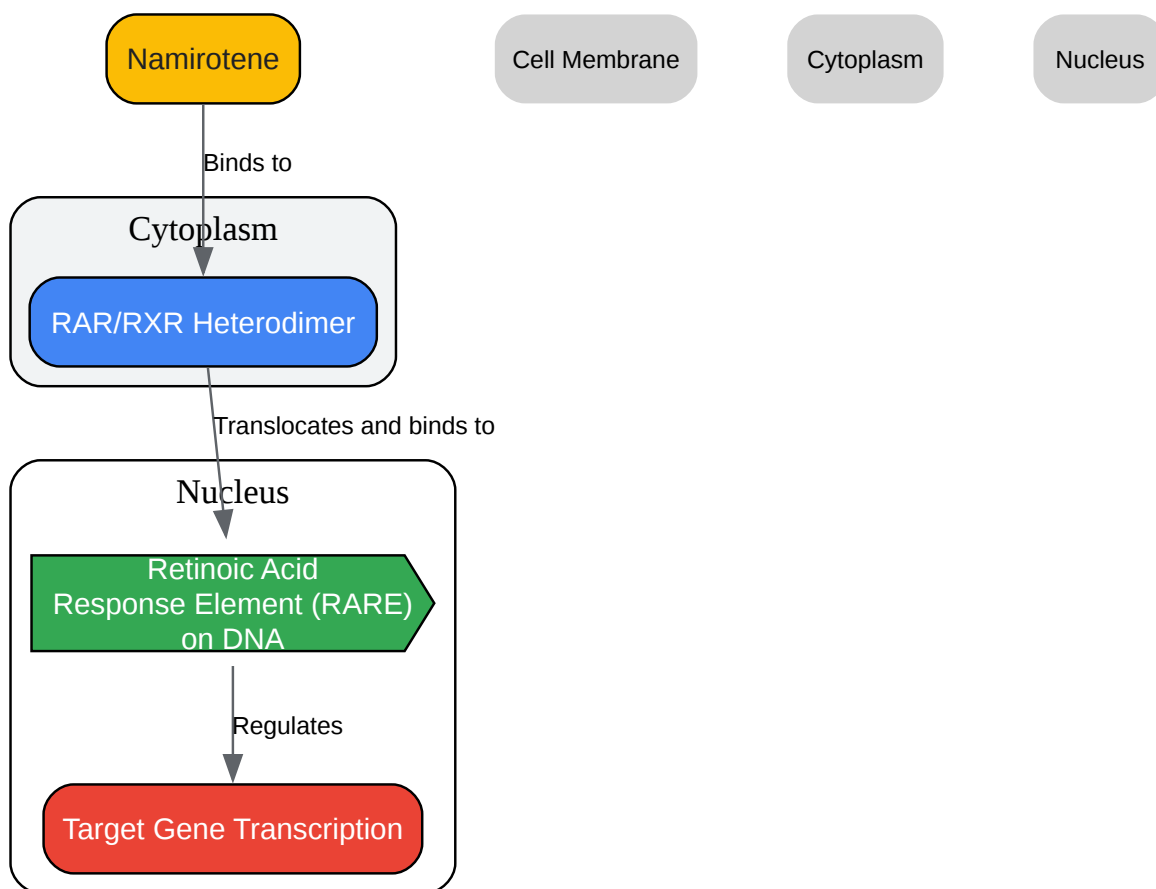 Namirotene
Cell Membrane
Cytoplasm
Nucleus
Binds to
Cytoplasm
RAR/RXR Heterodimer
Translocates and binds to
Nucleus
Retinoic Acid
Response Element (RARE)
on DNA
Regulates
Target Gene Transcription